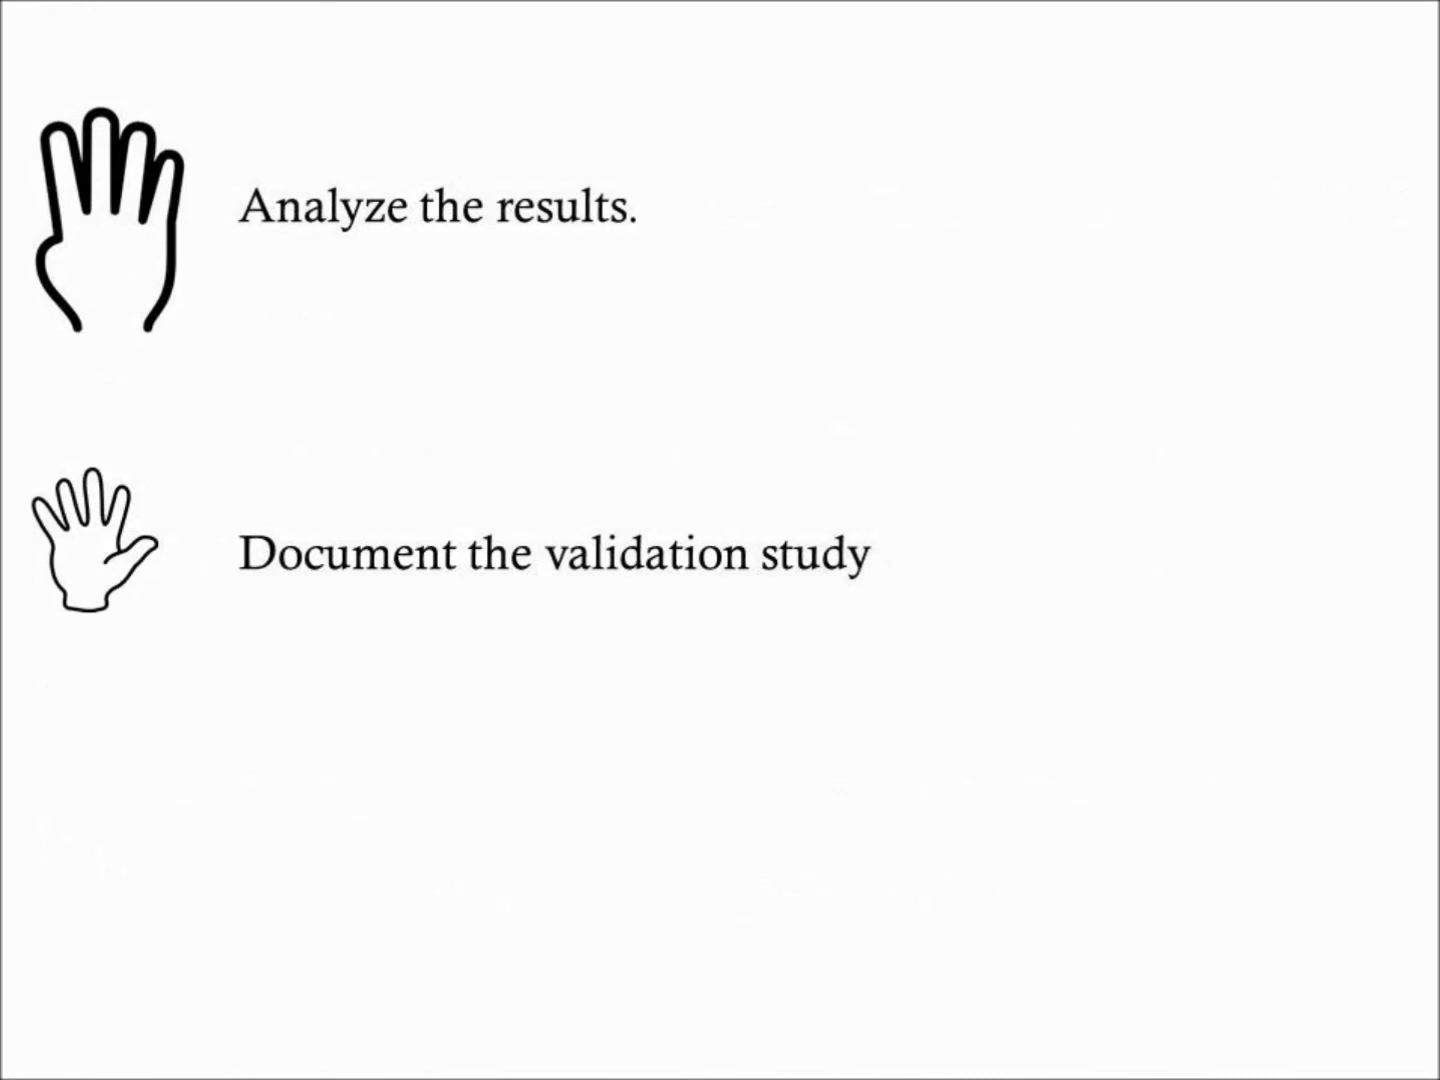 Analyze the results.
Document the validation study